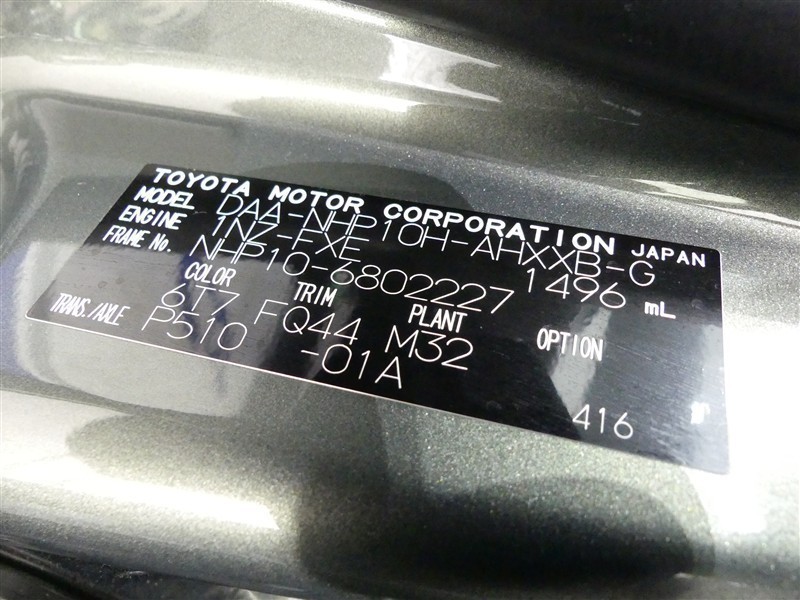 TOYOTA MOTOR CORPORATION JAPAN
MODEL DAA-NHP10H-AHXXB-G
ENGINE 1NZ-FXE 1496 mL
FRAME No. NHP10-6802227
COLOR TRIM PLANT OPTION
6T7 FQ44 M32
TRANS./AXLE P510 -01A
416